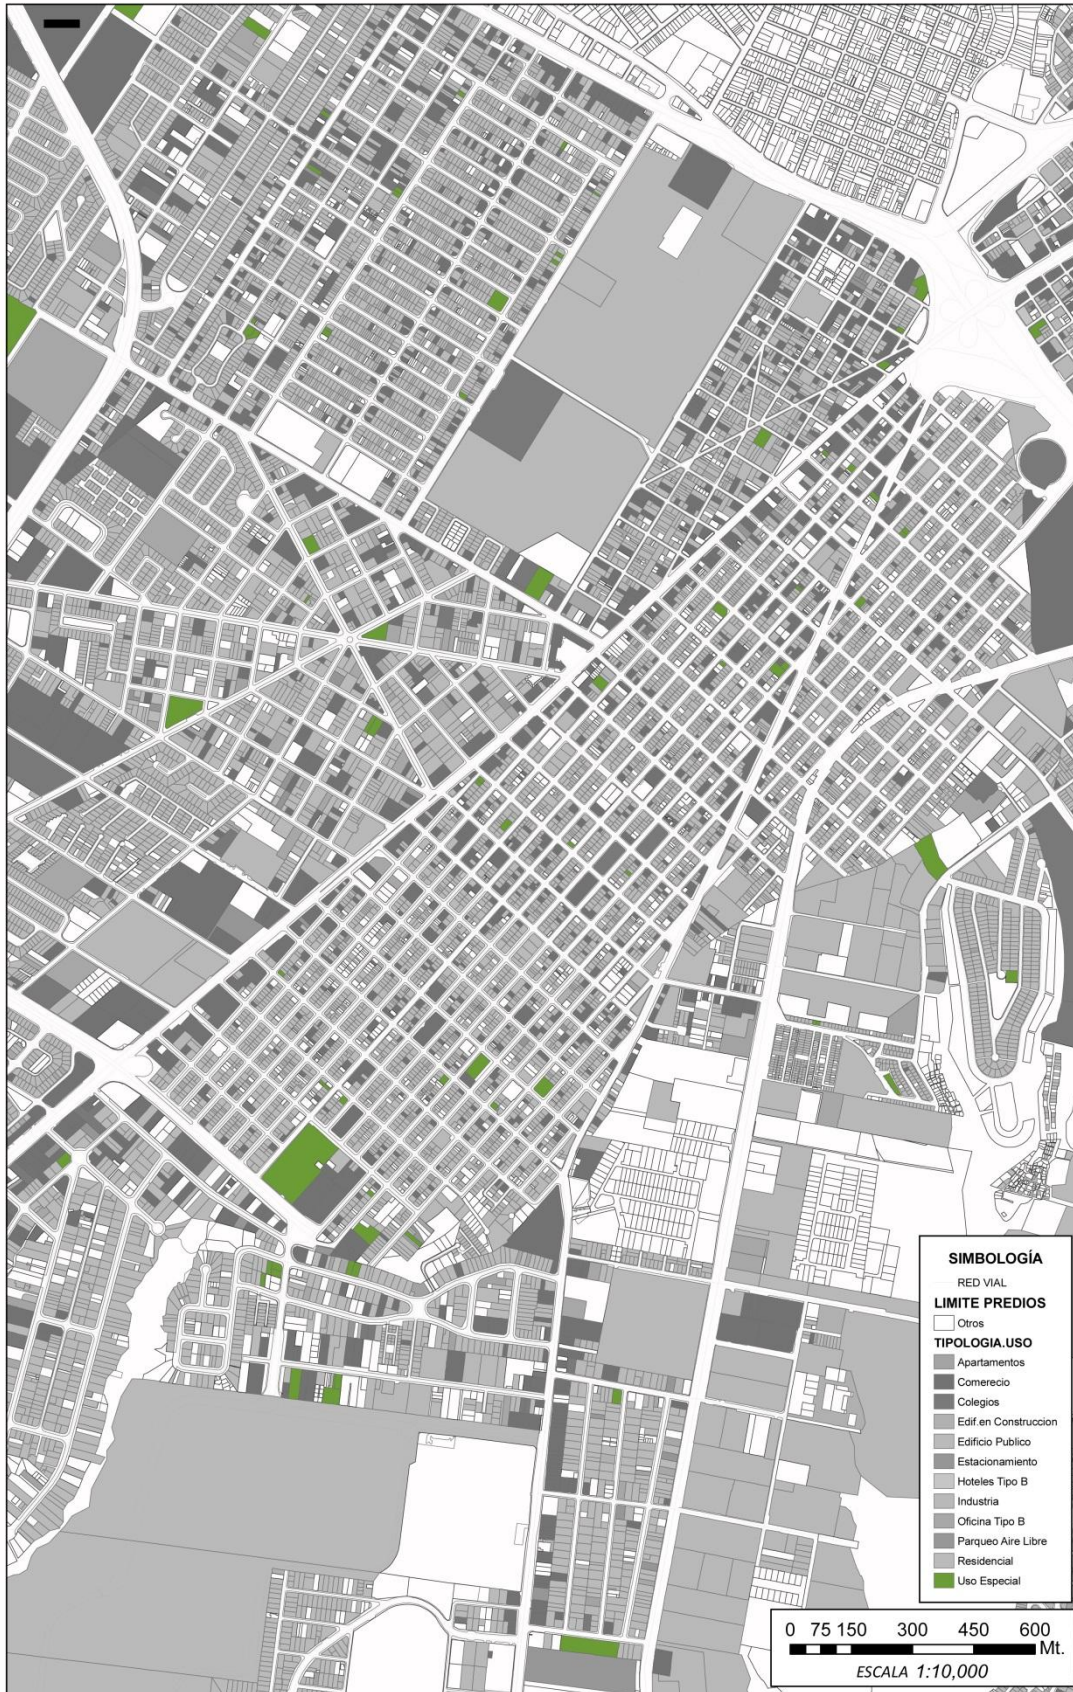 SIMBOLOGÍA
RED VIAL
LIMITE PREDIOS
Otros
TIPOLOGIA.USO
Apartamentos
Comerecio
Colegios
Edif.en Construccion
Edificio Publico
Estacionamiento
Hoteles Tipo B
Industria
Oficina Tipo B
Parqueo Aire Libre
Residencial
Uso Especial
0 75 150 300 450 600
Mt.
ESCALA 1:10,000